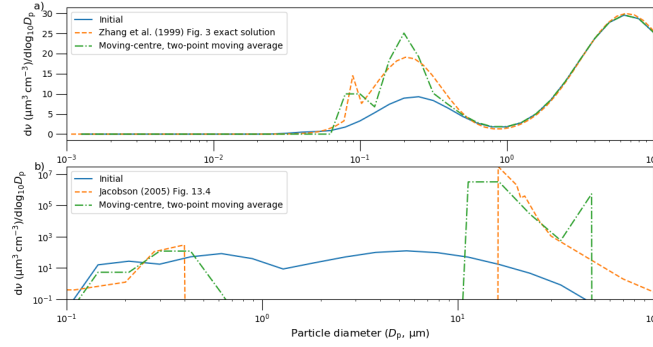 a)
Initial
Zhang et al. (1999) Fig. 3 exact solution
Moving-centre, two-point moving average
30
25
20
15
10
5
0
dν (μm³ cm⁻³)/dlog₁₀Dₚ
10⁻³
10⁻²
10⁻¹
10⁰
b)
Initial
Jacobson (2005) Fig. 13.4
Moving-centre, two-point moving average
10⁷
10⁵
10³
10¹
10⁻¹
dν (μm³ cm⁻³)/dlog₁₀Dₚ
10⁻¹
10⁰
10¹
Particle diameter (Dₚ, μm)